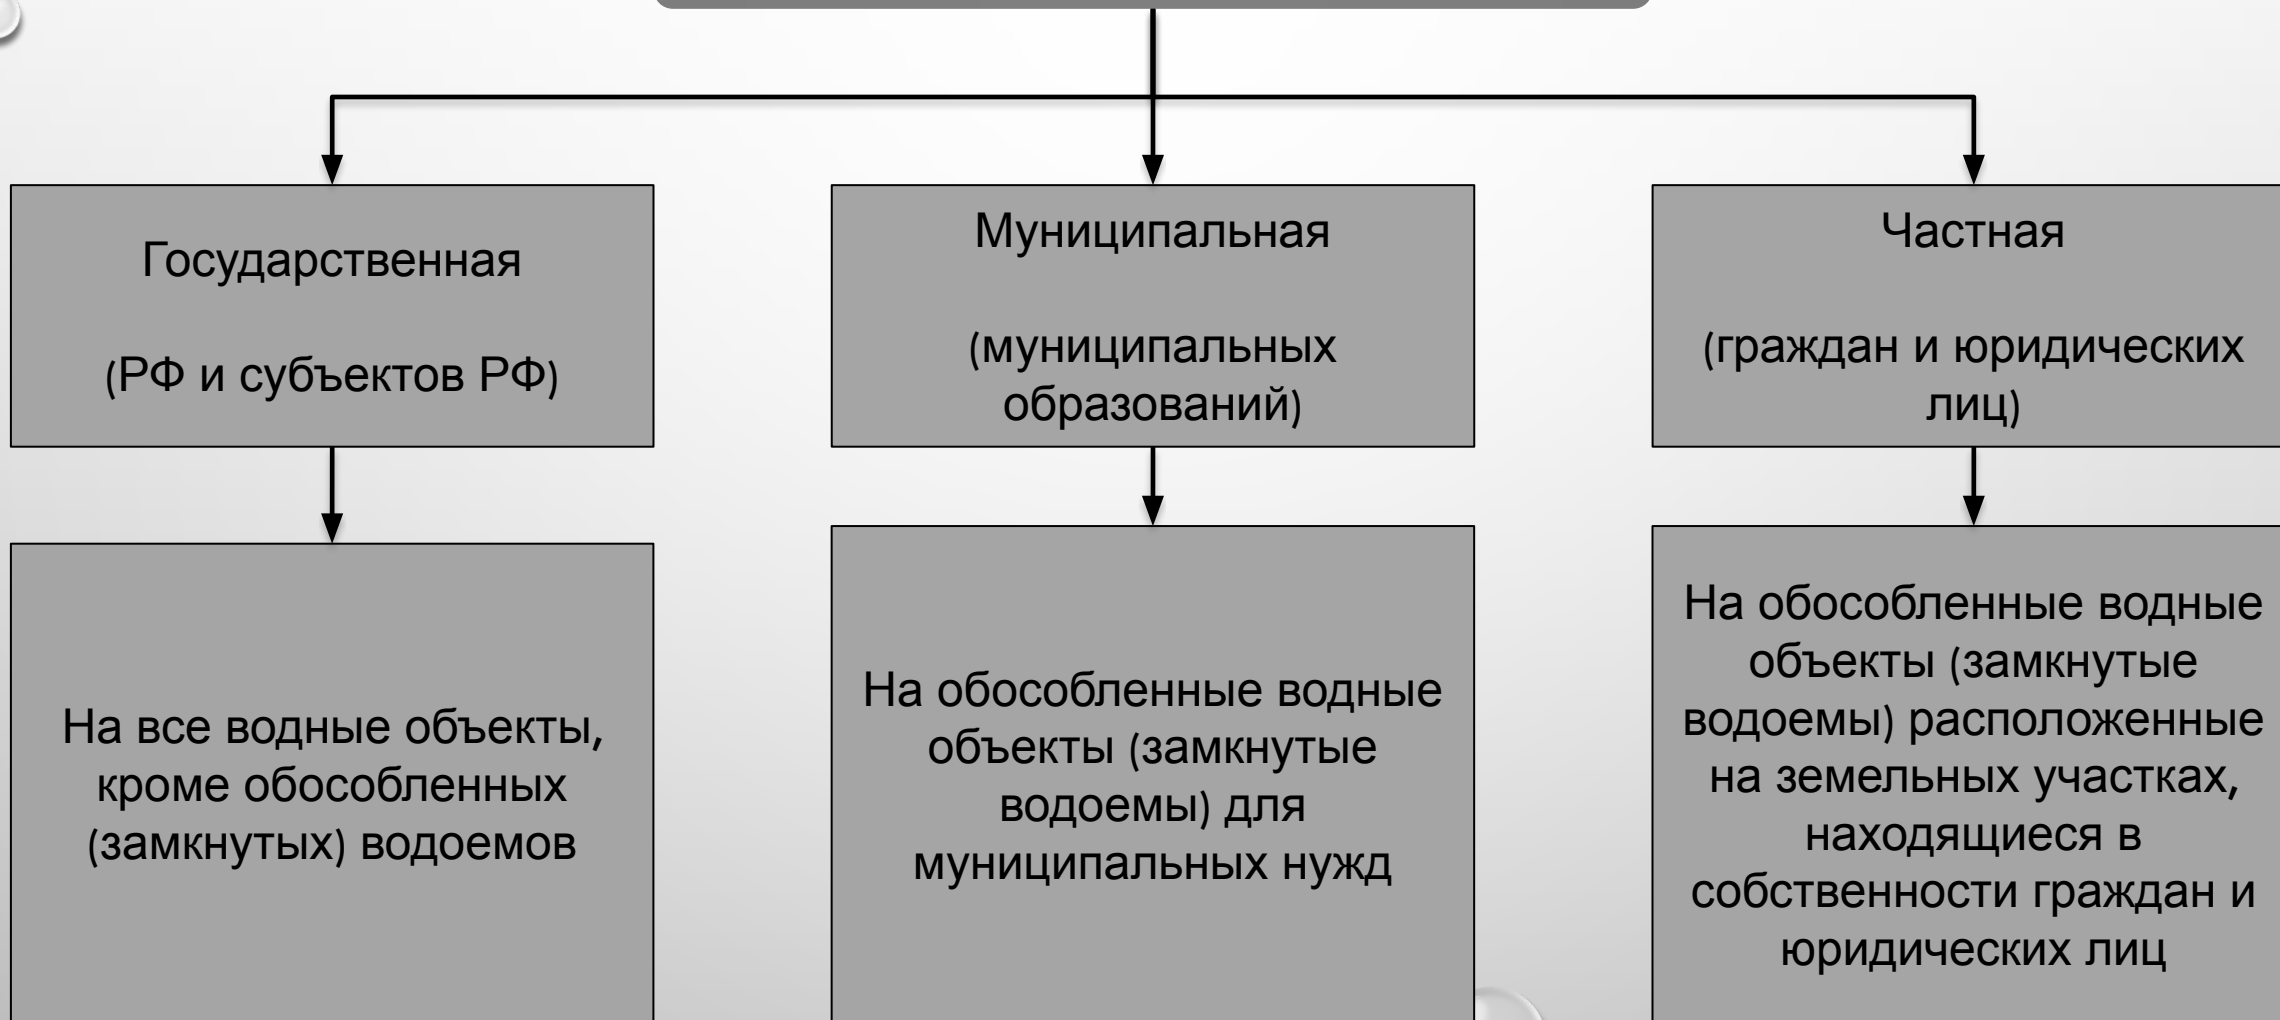 Государственная
(РФ и субъектов РФ)
Муниципальная
(муниципальных
образований)
Частная
(граждан и юридических
лиц)
На все водные объекты,
кроме обособленных
(замкнутых) водоемов
На обособленные водные
объекты (замкнутые
водоемы) для
муниципальных нужд
На обособленные водные
объекты (замкнутые
водоемы) расположенные
на земельных участках,
находящиеся в
собственности граждан и
юридических лиц